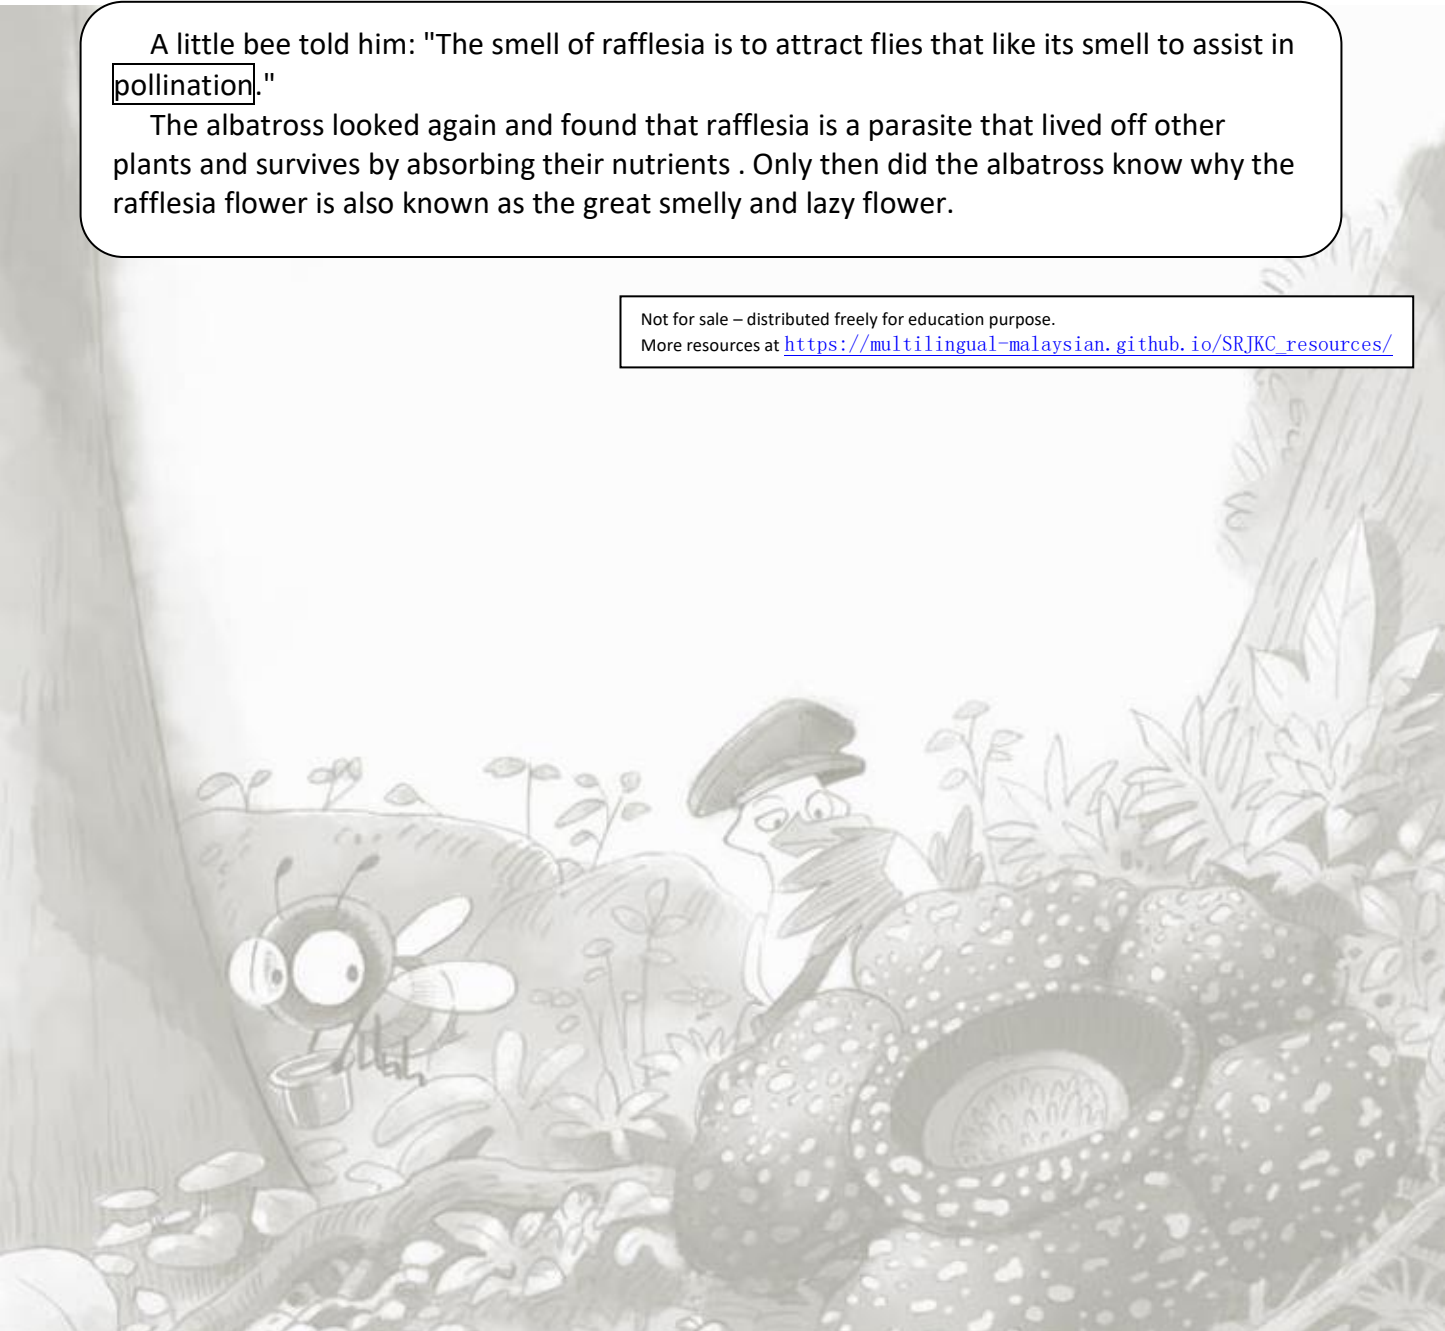 A little bee told him: "The smell of rafflesia is to attract flies that like its smell to assist in
pollination."
The albatross looked again and found that rafflesia is a parasite that lived off other
plants and survives by absorbing their nutrients . Only then did the albatross know why the
rafflesia flower is also known as the great smelly and lazy flower.
Not for sale – distributed freely for education purpose.
More resources at https://multilingual-malaysian.github.io/SRJKC_resources/